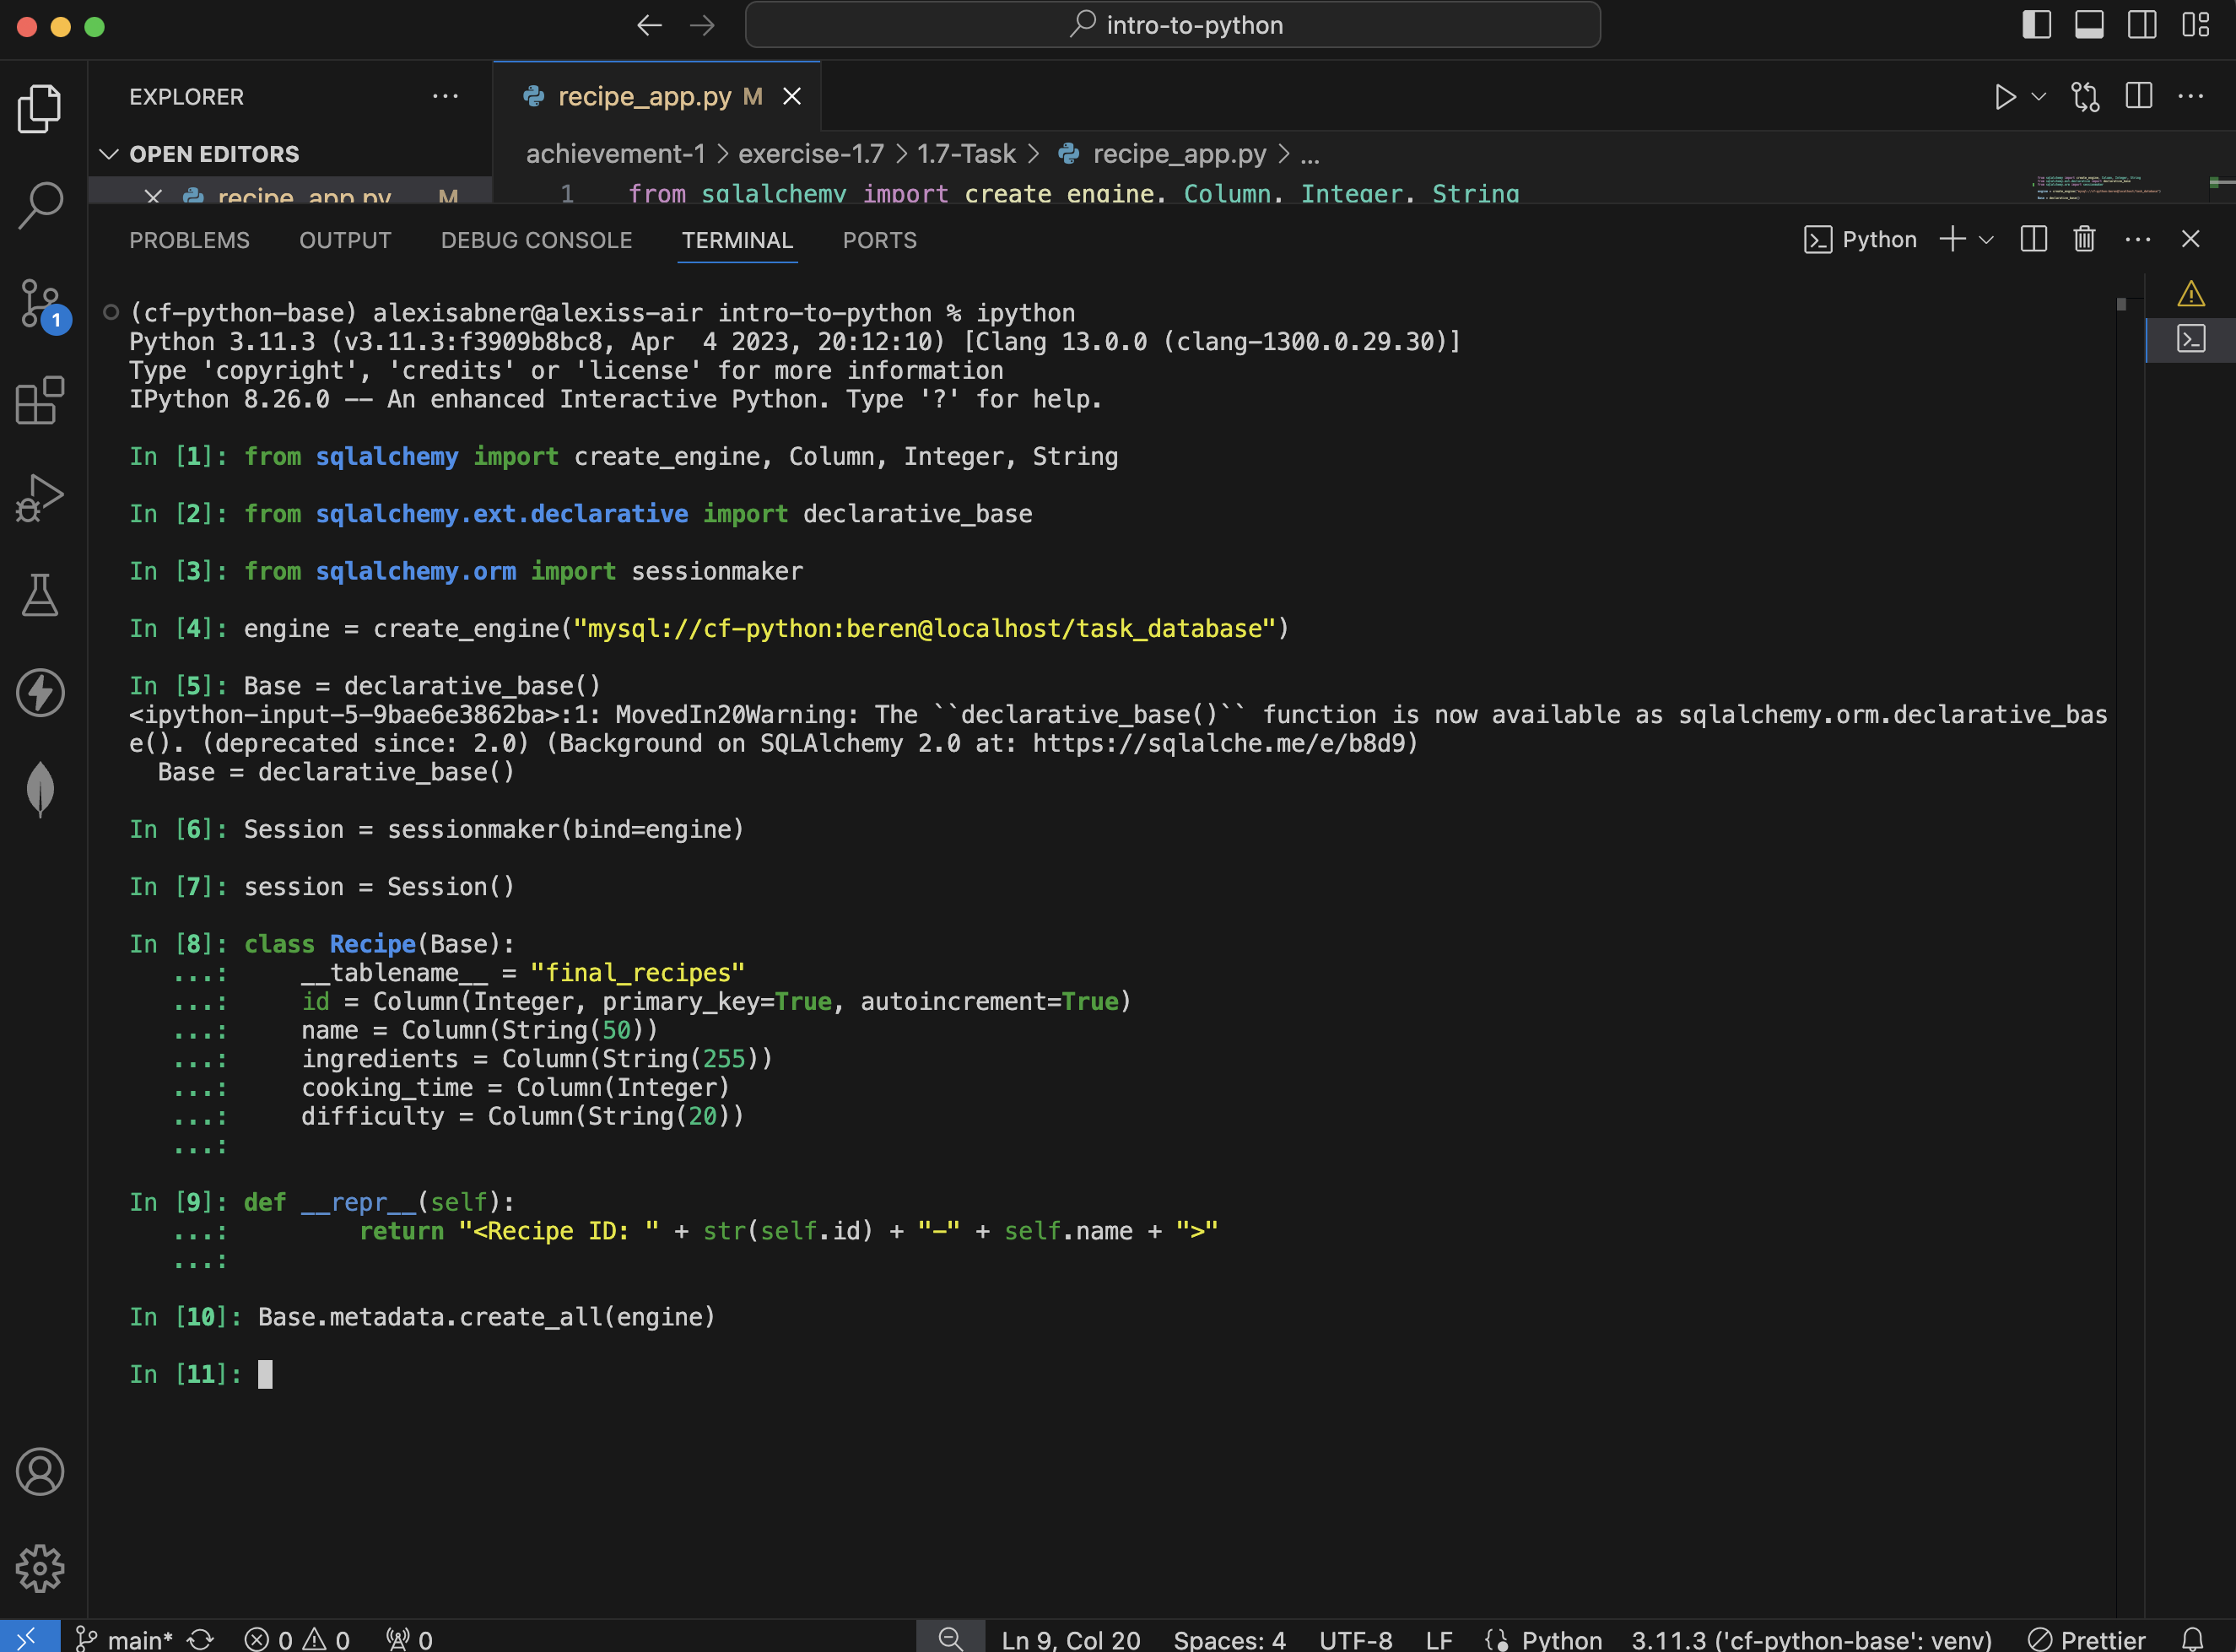 intro-to-python
EXPLORER
recipe_app.py M
OPEN EDITORS
achievement-1 > exercise-1.7 > 1.7-Task > recipe_app.py > ...
recipe_app.py M
1 from sqlalchemy import create_engine, Column, Integer, String
PROBLEMS OUTPUT DEBUG CONSOLE TERMINAL PORTS
Python
1
(cf-python-base) alexisabner@alexiss-air intro-to-python % ipython
Python 3.11.3 (v3.11.3:f3909b8bc8, Apr  4 2023, 20:12:10) [Clang 13.0.0 (clang-1300.0.29.30)]
Type 'copyright', 'credits' or 'license' for more information
IPython 8.26.0 -- An enhanced Interactive Python. Type '?' for help.
In [1]: from sqlalchemy import create_engine, Column, Integer, String
In [2]: from sqlalchemy.ext.declarative import declarative_base
In [3]: from sqlalchemy.orm import sessionmaker
In [4]: engine = create_engine("mysql://cf-python:beren@localhost/task_database")
In [5]: Base = declarative_base()
<ipython-input-5-9bae6e3862ba>:1: MovedIn20Warning: The ``declarative_base()`` function is now available as sqlalchemy.orm.declarative_bas
e(). (deprecated since: 2.0) (Background on SQLAlchemy 2.0 at: https://sqlalche.me/e/b8d9)
  Base = declarative_base()
In [6]: Session = sessionmaker(bind=engine)
In [7]: session = Session()
In [8]: class Recipe(Base):
   ...:     __tablename__ = "final_recipes"
   ...:     id = Column(Integer, primary_key=True, autoincrement=True)
   ...:     name = Column(String(50))
   ...:     ingredients = Column(String(255))
   ...:     cooking_time = Column(Integer)
   ...:     difficulty = Column(String(20))
   ...:
In [9]: def __repr__(self):
   ...:         return "<Recipe ID: " + str(self.id) + "-" + self.name + ">"
   ...:
In [10]: Base.metadata.create_all(engine)
In [11]:
main* 0 0 0 Ln 9, Col 20 Spaces: 4 UTF-8 LF Python 3.11.3 ('cf-python-base': venv) Prettier